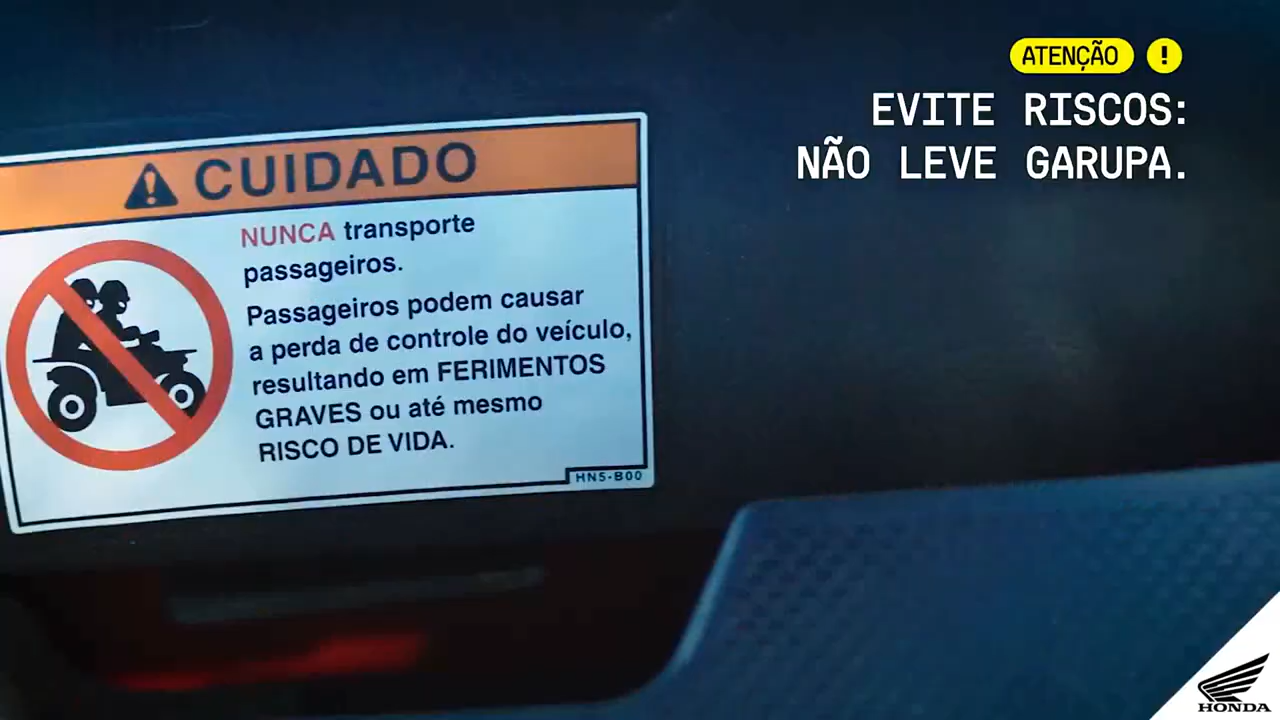 ATENÇÃO !
EVITE RISCOS:
NÃO LEVE GARUPA.
CUIDADO
NUNCA transporte
passageiros.
Passageiros podem causar
a perda de controle do veículo,
resultando em FERIMENTOS
GRAVES ou até mesmo
RISCO DE VIDA.
HN5-B00
HONDA